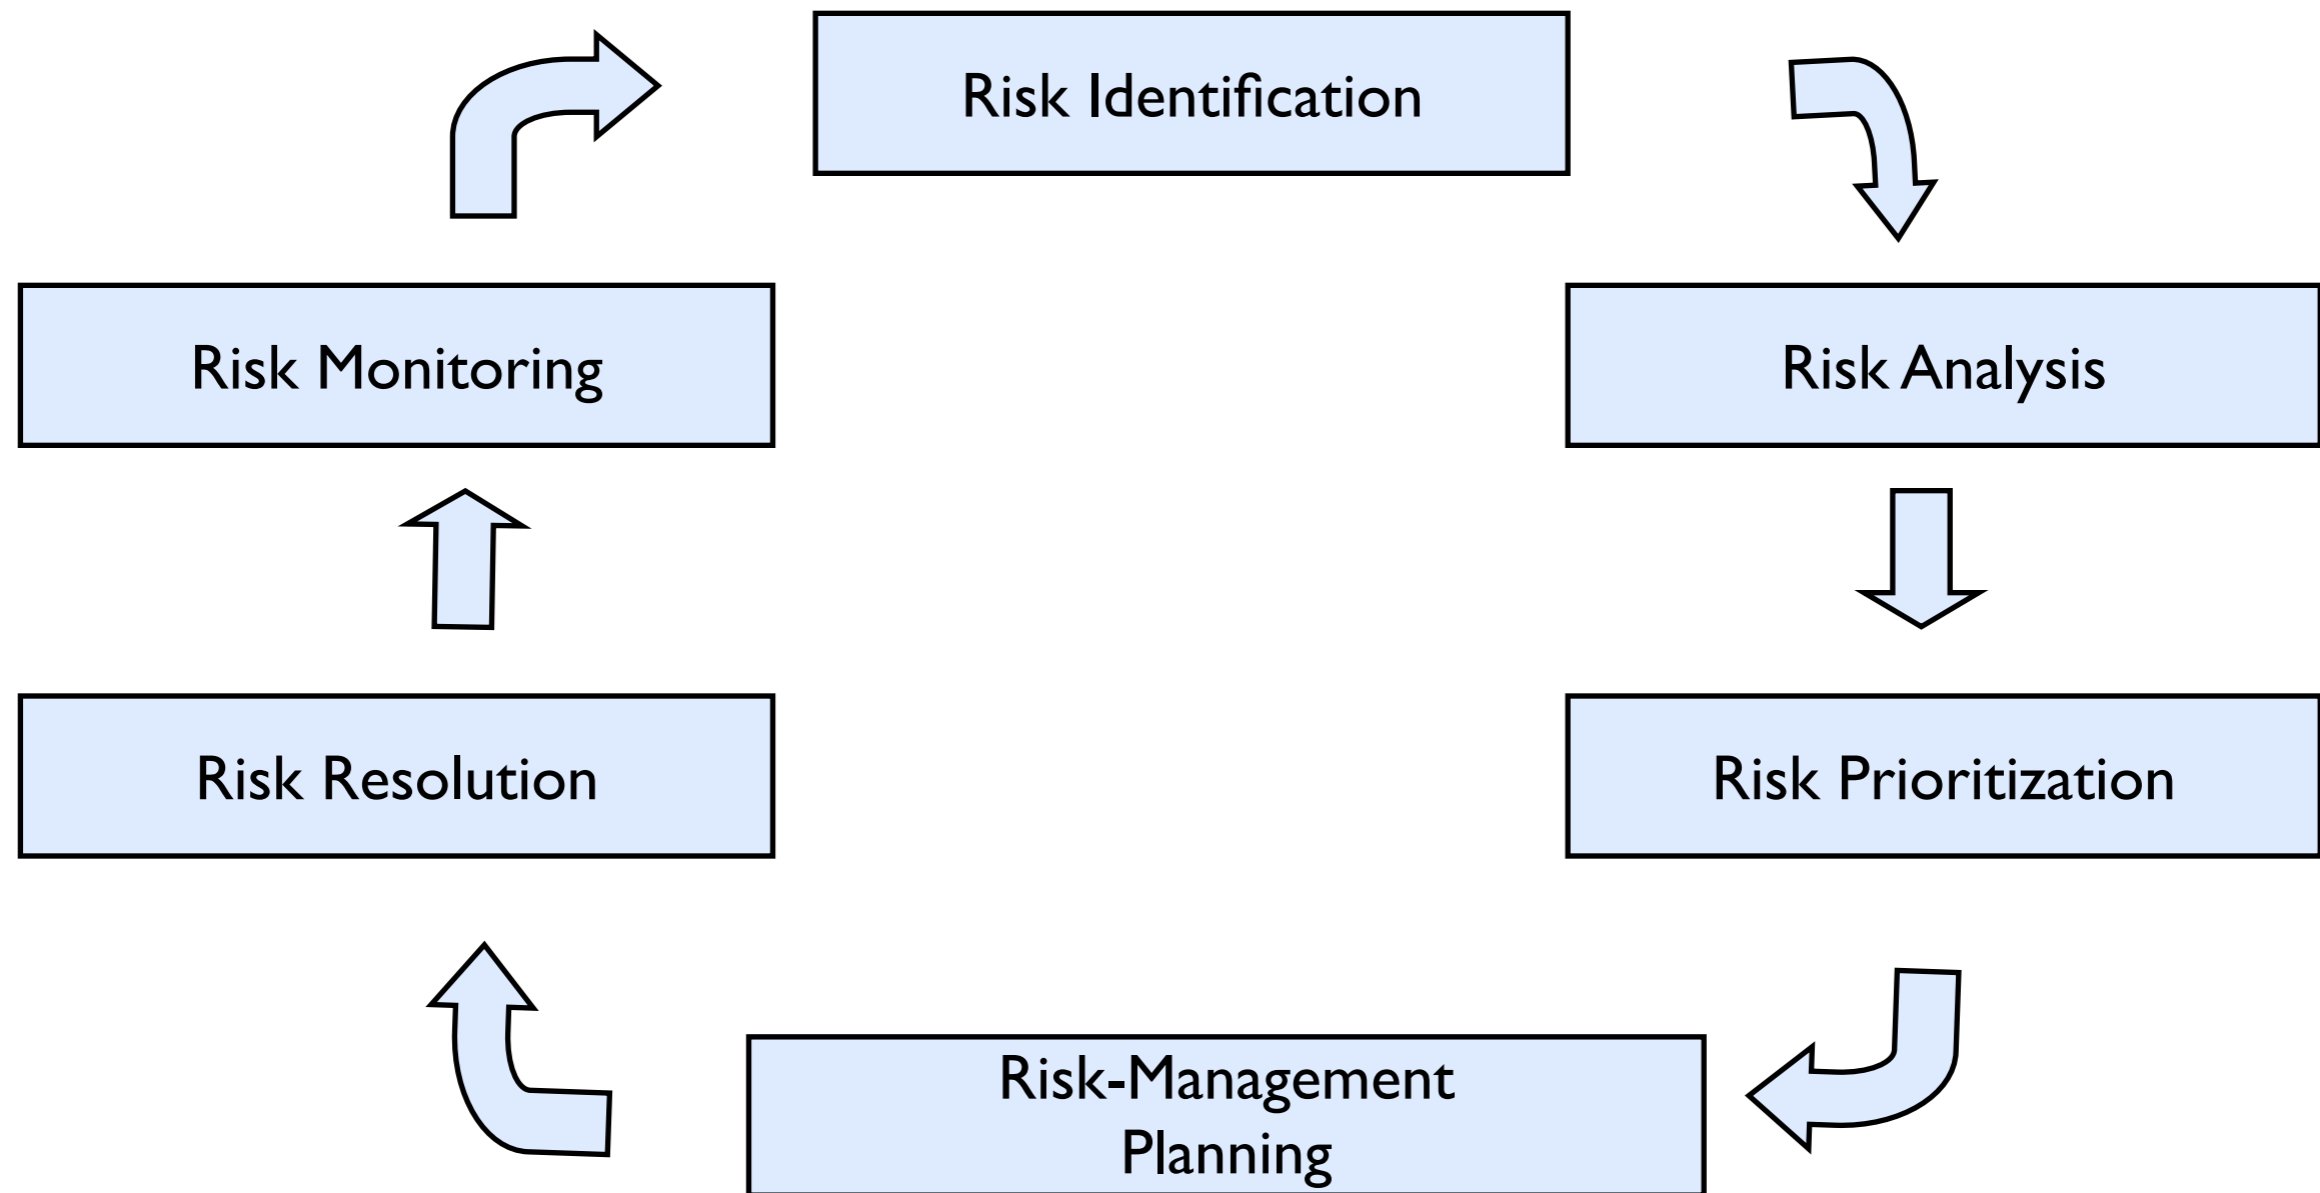 Risk Identification
Risk Monitoring
Risk Analysis
Risk Resolution
Risk Prioritization
Risk-Management
Planning